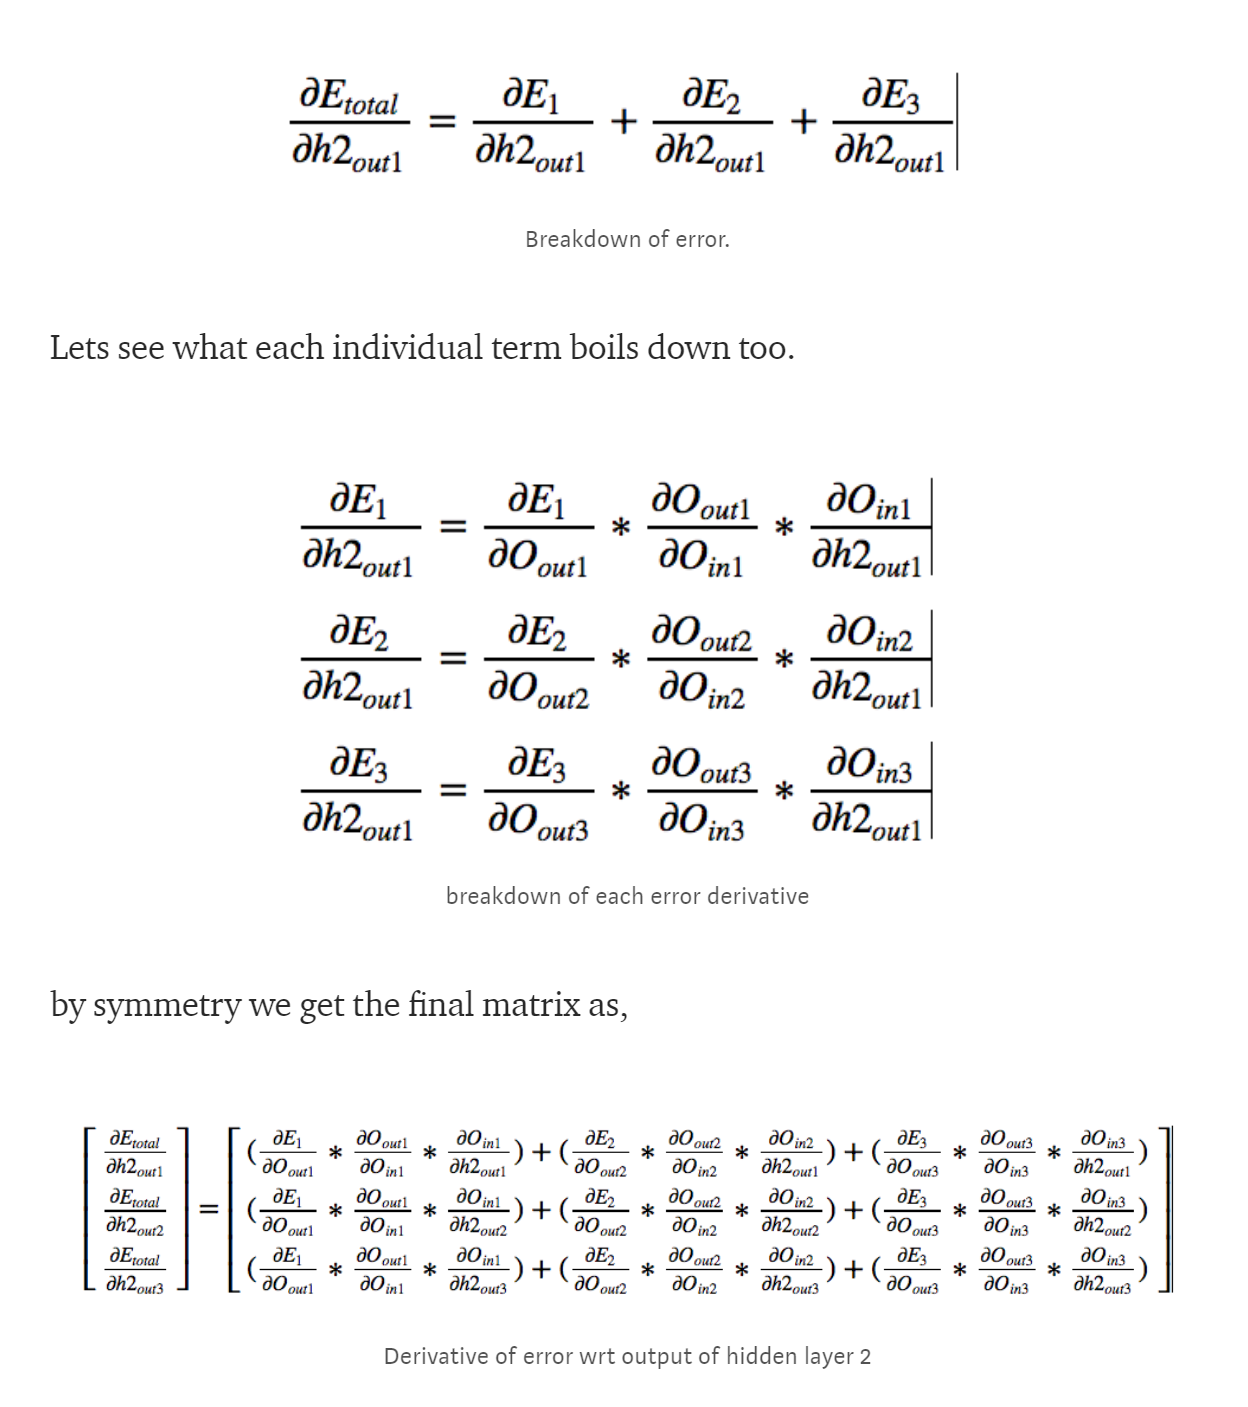 ∂E_total/∂h2_out1 = ∂E_1/∂h2_out1 + ∂E_2/∂h2_out1 + ∂E_3/∂h2_out1
Breakdown of error.
Lets see what each individual term boils down too.
∂E_1/∂h2_out1 = ∂E_1/∂O_out1 * ∂O_out1/∂O_in1 * ∂O_in1/∂h2_out1
∂E_2/∂h2_out1 = ∂E_2/∂O_out2 * ∂O_out2/∂O_in2 * ∂O_in2/∂h2_out1
∂E_3/∂h2_out1 = ∂E_3/∂O_out3 * ∂O_out3/∂O_in3 * ∂O_in3/∂h2_out1
breakdown of each error derivative
by symmetry we get the final matrix as,
[∂E_total/∂h2_out1] = [(∂E_1/∂O_out1 * ∂O_out1/∂O_in1 * ∂O_in1/∂h2_out1) + (∂E_2/∂O_out2 * ∂O_out2/∂O_in2 * ∂O_in2/∂h2_out1) + (∂E_3/∂O_out3 * ∂O_out3/∂O_in3 * ∂O_in3/∂h2_out1)]
[∂E_total/∂h2_out2] = [(∂E_1/∂O_out1 * ∂O_out1/∂O_in1 * ∂O_in1/∂h2_out2) + (∂E_2/∂O_out2 * ∂O_out2/∂O_in2 * ∂O_in2/∂h2_out2) + (∂E_3/∂O_out3 * ∂O_out3/∂O_in3 * ∂O_in3/∂h2_out2)]
[∂E_total/∂h2_out3] = [(∂E_1/∂O_out1 * ∂O_out1/∂O_in1 * ∂O_in1/∂h2_out3) + (∂E_2/∂O_out2 * ∂O_out2/∂O_in2 * ∂O_in2/∂h2_out3) + (∂E_3/∂O_out3 * ∂O_out3/∂O_in3 * ∂O_in3/∂h2_out3)]
Derivative of error wrt output of hidden layer 2